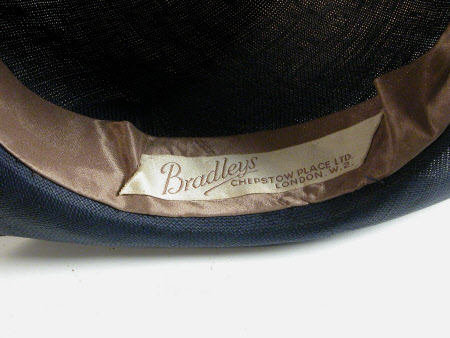 Bradleys
CHEPSTOW PLACE LTD.
LONDON. W.2.